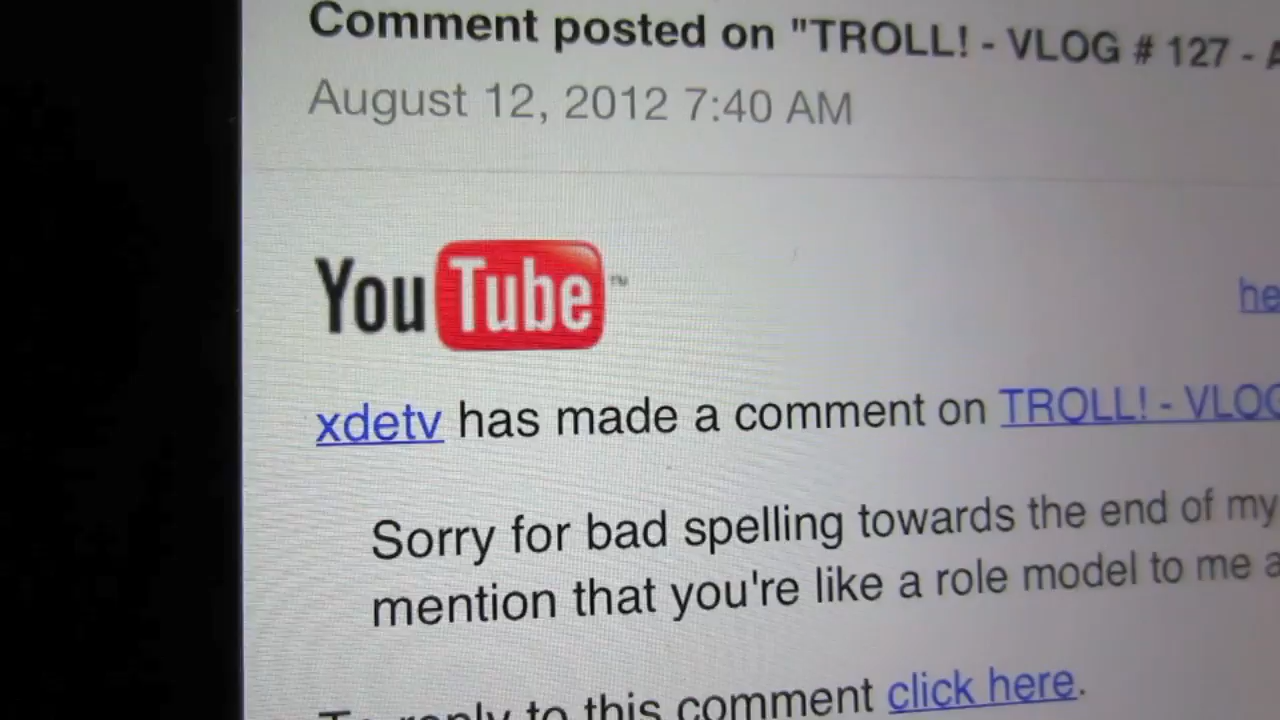 Comment posted on "TROLL! - VLOG # 127 -
August 12, 2012 7:40 AM
YouTube™
xdetv has made a comment on TROLL! - VLOG
Sorry for bad spelling towards the end of my
mention that you're like a role model to me
To reply to this comment click here.